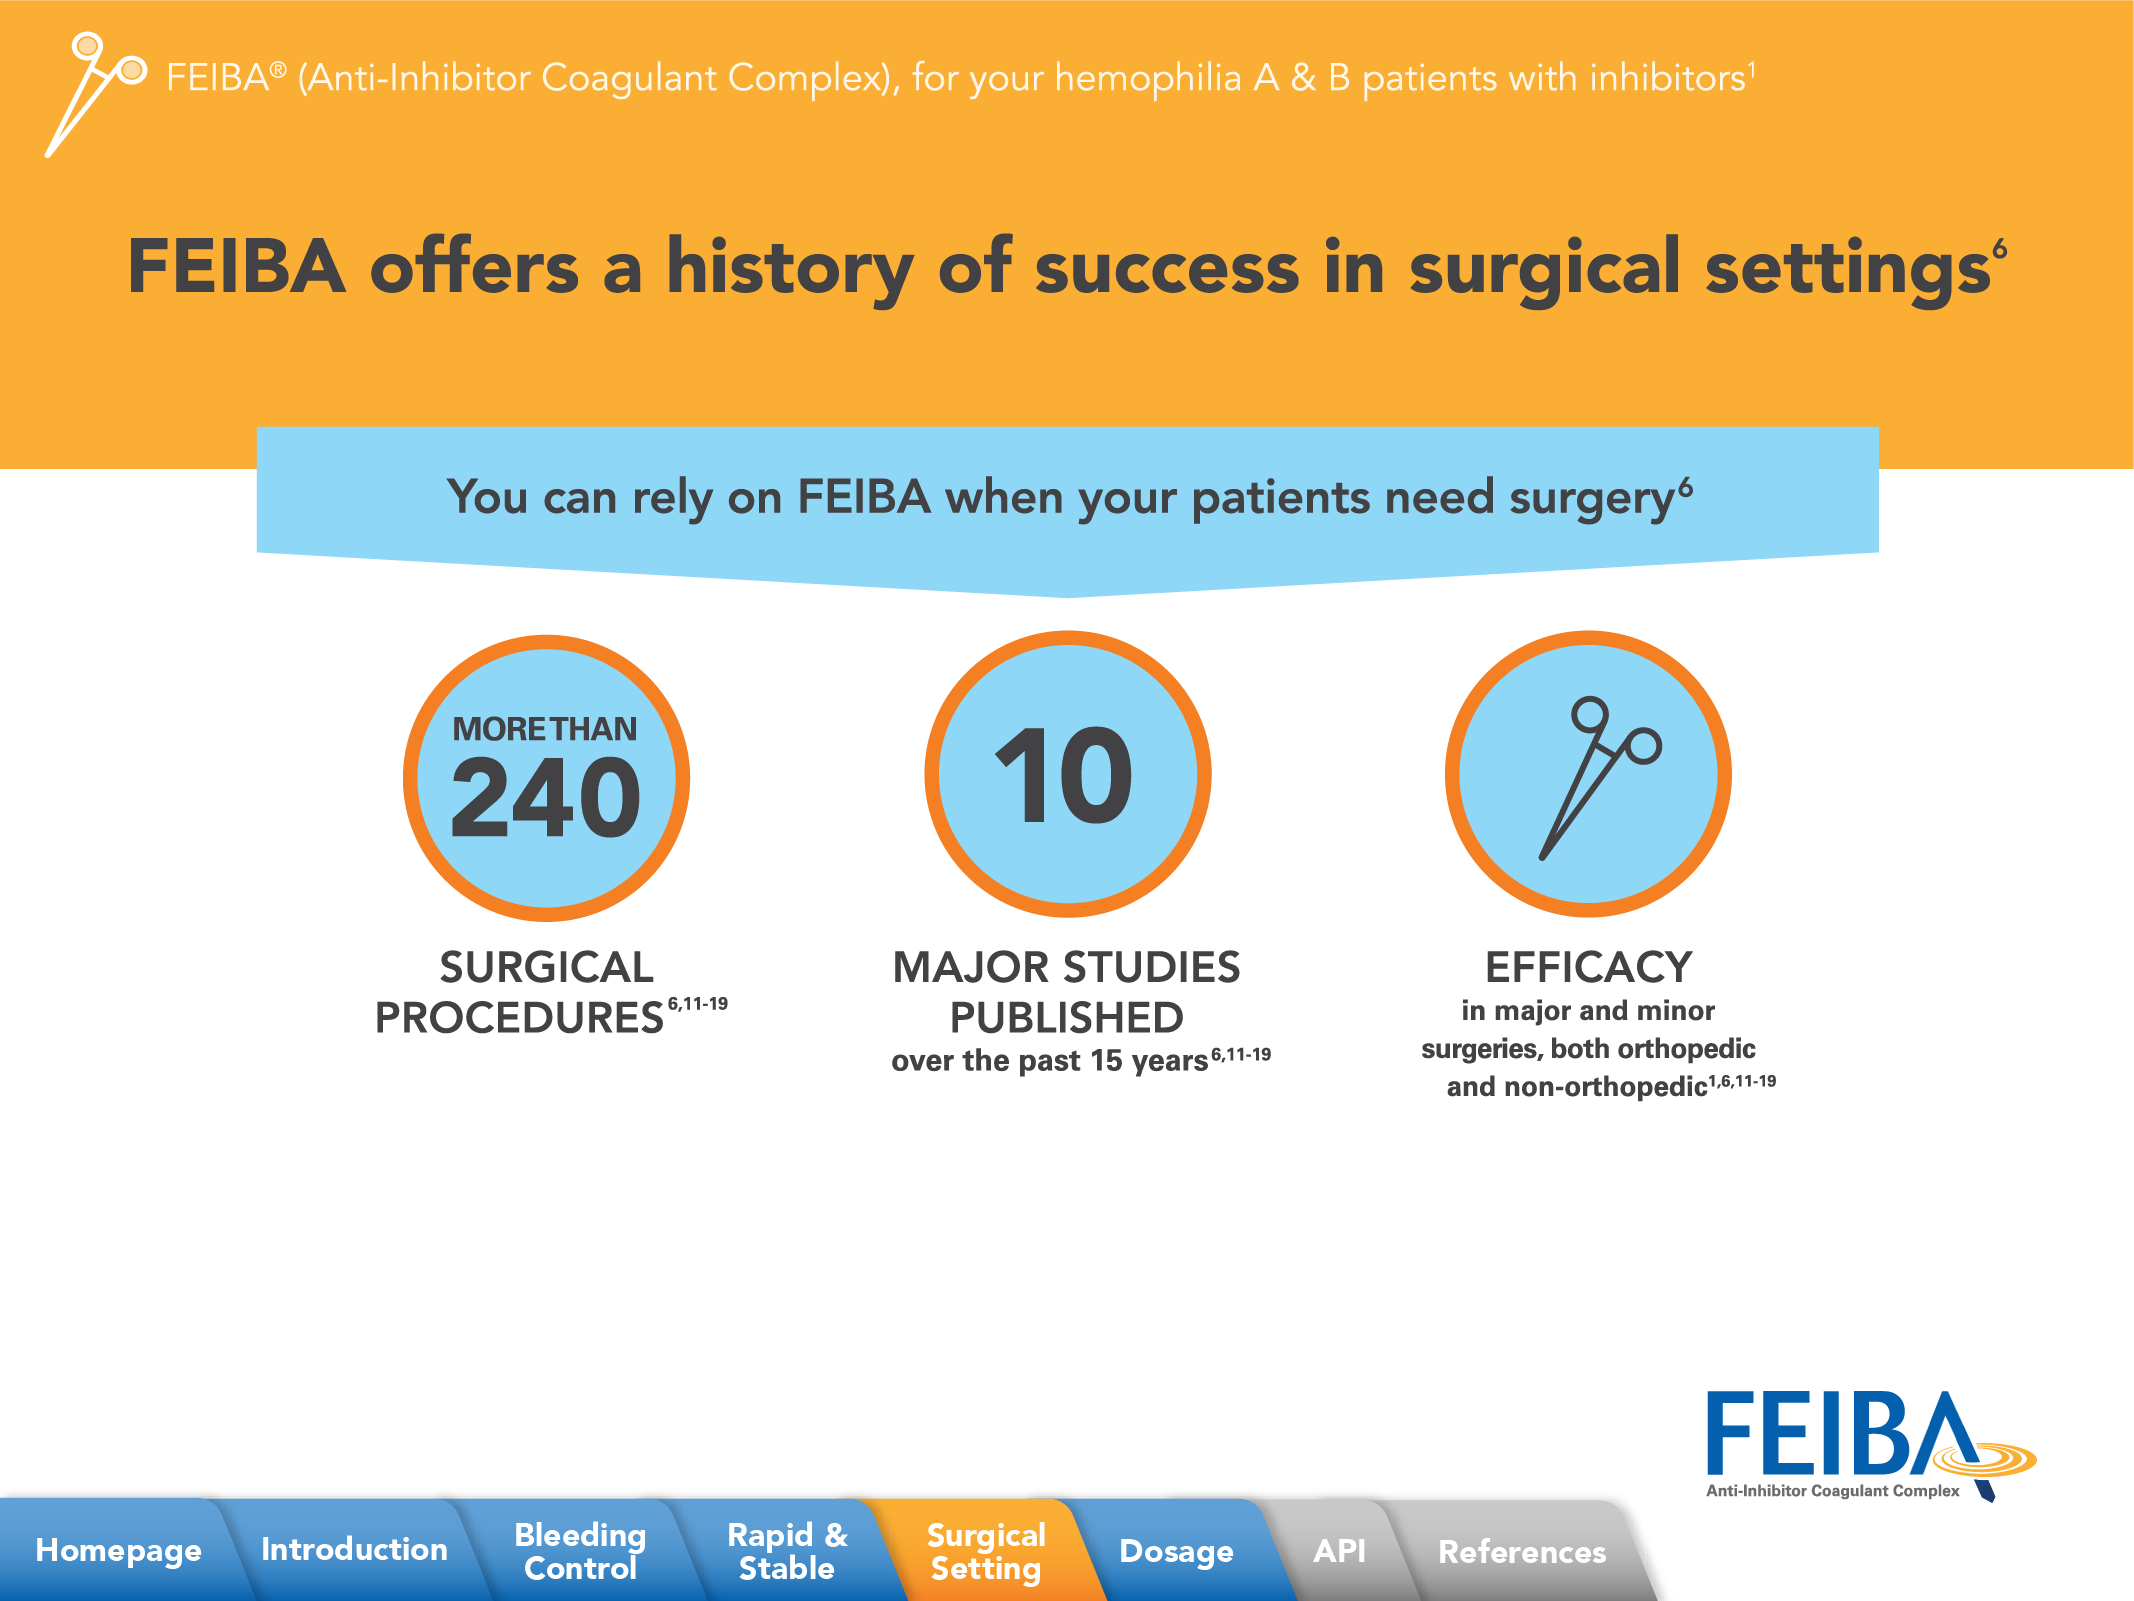 FEIBA® (Anti-Inhibitor Coagulant Complex), for your hemophilia A & B patients with inhibitors¹
FEIBA offers a history of success in surgical settings⁶
You can rely on FEIBA when your patients need surgery⁶
MORE THAN
240
SURGICAL
PROCEDURES⁶,¹¹⁻¹⁹
10
MAJOR STUDIES
PUBLISHED
over the past 15 years⁶,¹¹⁻¹⁹
EFFICACY
in major and minor
surgeries, both orthopedic
and non-orthopedic¹,⁶,¹¹⁻¹⁹
FEIBA
Anti-Inhibitor Coagulant Complex
Homepage
Introduction
Bleeding
Control
Rapid &
Stable
Surgical
Setting
Dosage
API
References